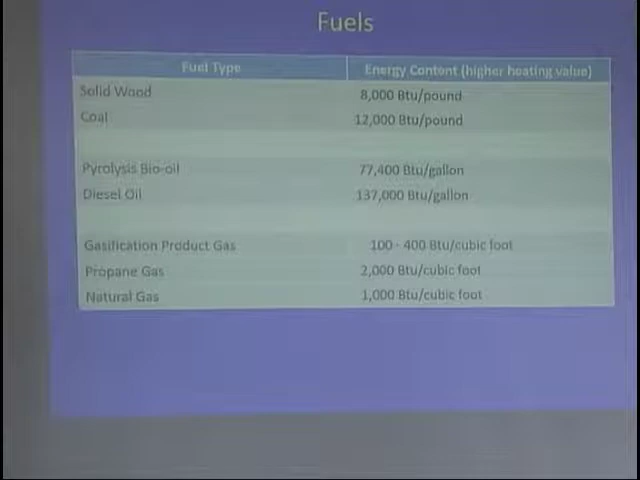 Fuels
Fuel Type Energy Content (higher heating value)
Solid Wood 8,000 Btu/pound
Coal 12,000 Btu/pound
Pyrolysis Bio-oil 77,400 Btu/gallon
Diesel Oil 137,000 Btu/gallon
Gasification Product Gas 100 - 400 Btu/cubic foot
Propane Gas 2,000 Btu/cubic foot
Natural Gas 1,000 Btu/cubic foot